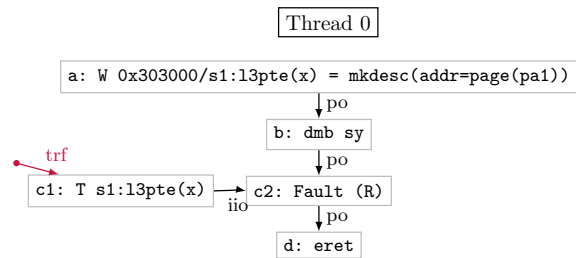 Thread 0
a: W 0x303000/s1:l3pte(x) = mkdesc(addr=page(pa1))
po
b: dmb sy
po
trf
c1: T s1:l3pte(x)
iio
c2: Fault (R)
po
d: eret